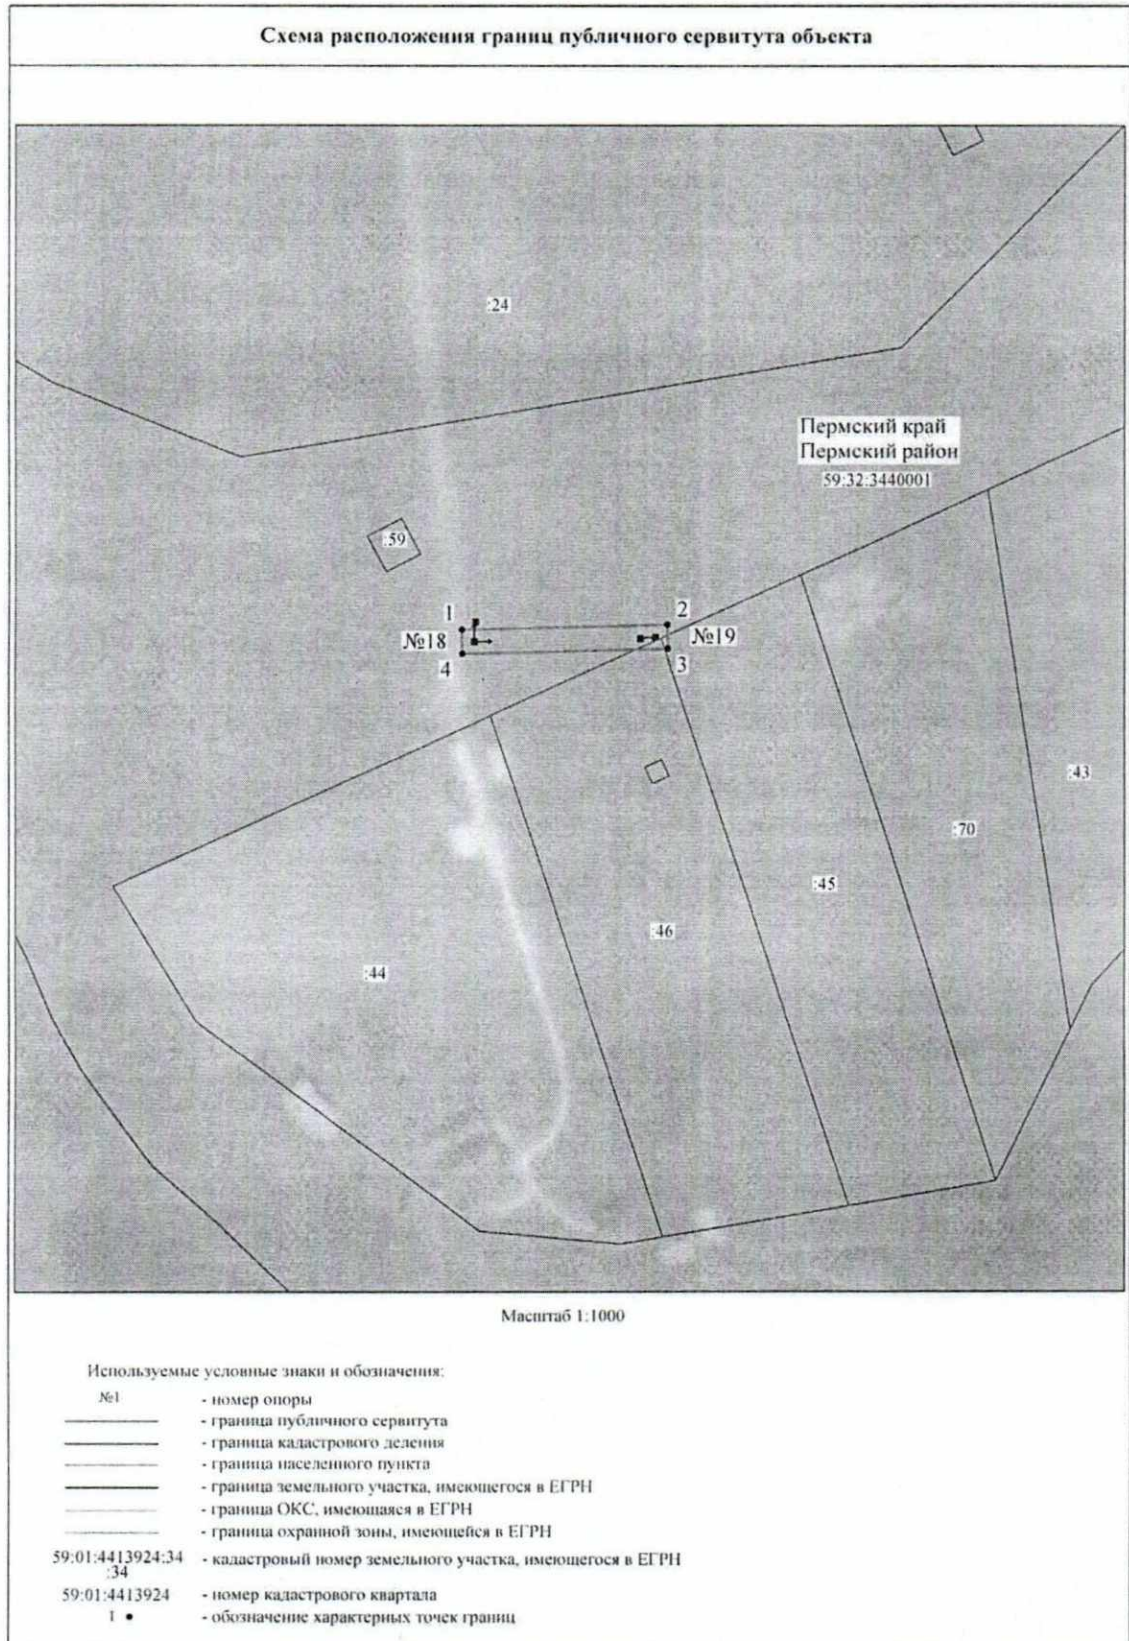 Схема расположения границ публичного сервитута объекта
:24
Пермский край
Пермский район
59:32:3440001
:59
1
2
№18
№19
4
3
:43
:70
:45
:46
:44
Масштаб 1:1000
Используемые условные знаки и обозначения:
№1 - номер опоры
- граница публичного сервитута
- граница кадастрового деления
- граница населенного пункта
- граница земельного участка, имеющегося в ЕГРН
- граница ОКС, имеющаяся в ЕГРН
- граница охранной зоны, имеющейся в ЕГРН
59:01:4413924:34 - кадастровый номер земельного участка, имеющегося в ЕГРН
:34
59:01:4413924 - номер кадастрового квартала
1 ● - обозначение характерных точек границ